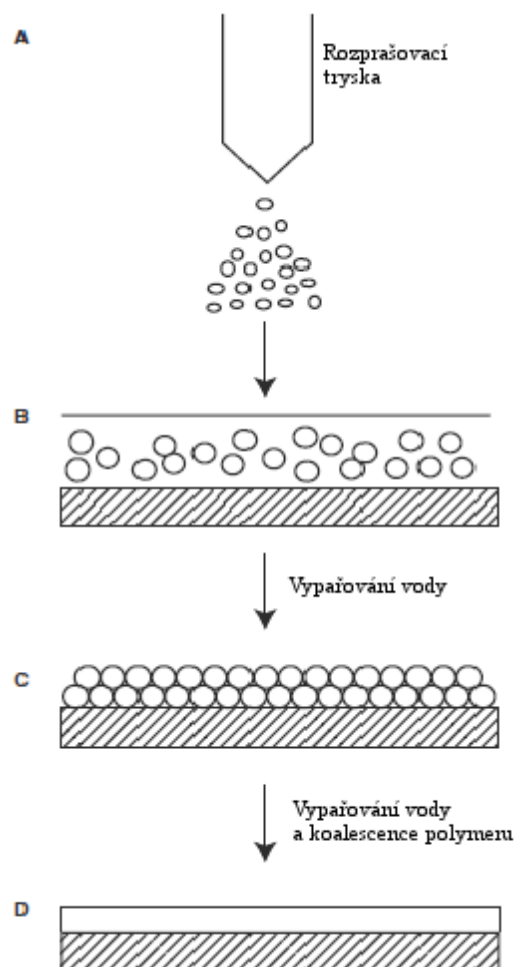 A
Rozprašovací
tryska
B
Vypařování vody
C
Vypařování vody
a koalescence polymeru
D